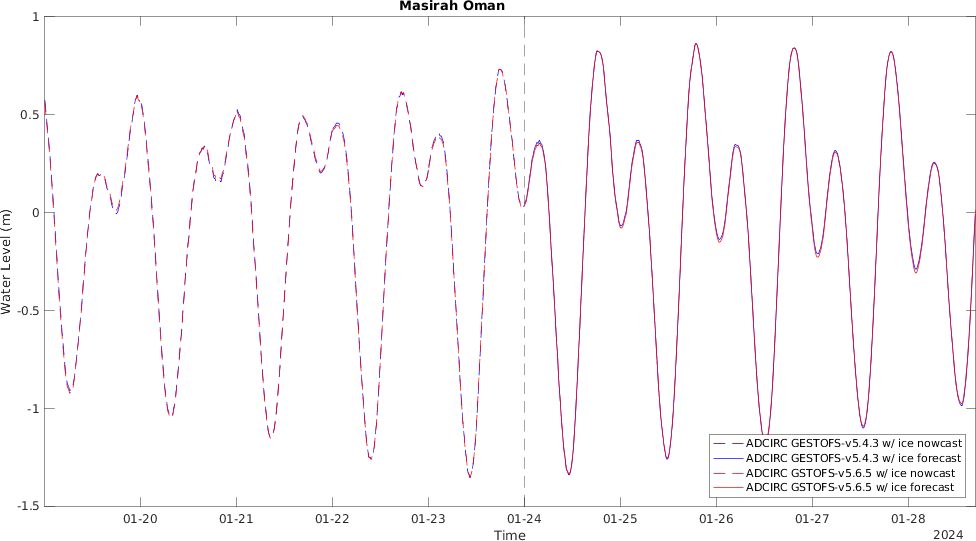 Masirah Oman
1
0.5
0
-0.5
-1
-1.5
Water Level (m)
01-20 01-21 01-22 01-23 01-24 01-25 01-26 01-27 01-28
Time
2024
ADCIRC GESTOFS-v5.4.3 w/ ice nowcast
ADCIRC GESTOFS-v5.4.3 w/ ice forecast
ADCIRC GSTOFS-v5.6.5 w/ ice nowcast
ADCIRC GSTOFS-v5.6.5 w/ ice forecast